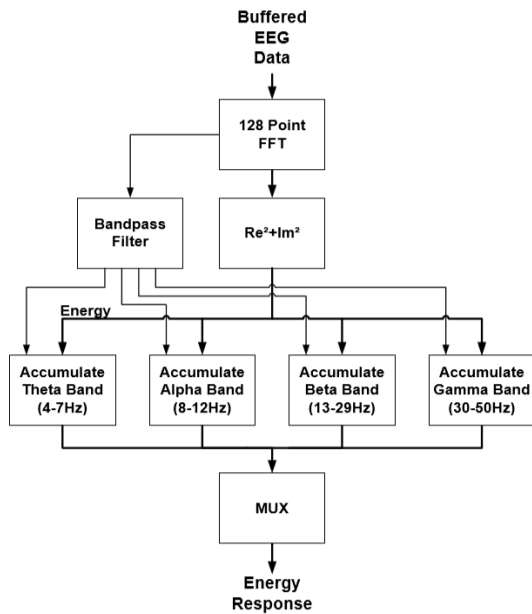 Buffered
EEG
Data
128 Point
FFT
Bandpass
Filter
Re²+Im²
Energy
Accumulate
Theta Band
(4-7Hz)
Accumulate
Alpha Band
(8-12Hz)
Accumulate
Beta Band
(13-29Hz)
Accumulate
Gamma Band
(30-50Hz)
MUX
Energy
Response